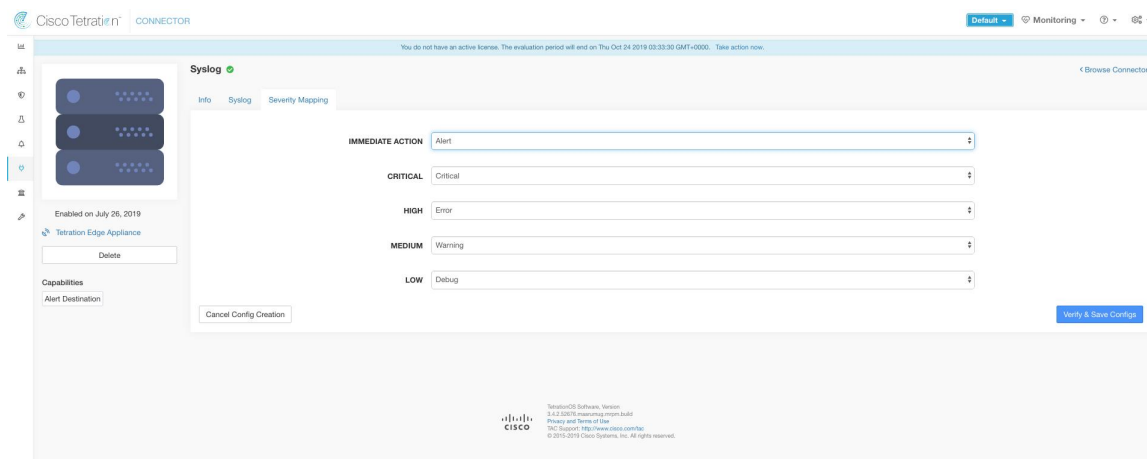 Cisco Tetration
CONNECTOR
Default
Monitoring
You do not have an active license. The evaluation period will end on Thu Oct 24 2019 03:33:30 GMT+0000. Take action now.
Syslog
Browse Connector
Info Syslog Severity Mapping
IMMEDIATE ACTION Alert
CRITICAL Critical
HIGH Error
MEDIUM Warning
LOW Debug
Enabled on July 26, 2019
Tetration Edge Appliance
Delete
Capabilities
Alert Destination
Cancel Config Creation
Verify & Save Configs
CISCO
TetrationOS Software, Version
Privacy and Terms of Use
TAC Support: http://www.cisco.com/tac
© 2015-2019 Cisco Systems, Inc. All rights reserved.